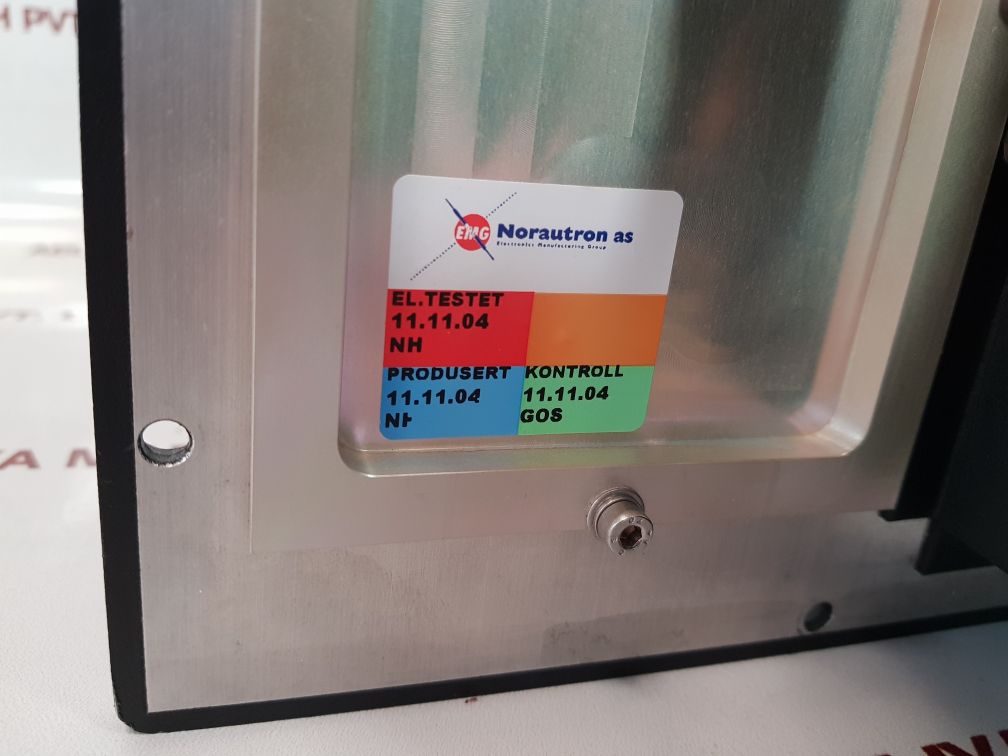 H PVT
EMG Norautron as
Electronics Manufacturing Group
EL.TESTET
11.11.04
NH
PRODUSERT
11.11.04
KONTROLL
11.11.04
GOS